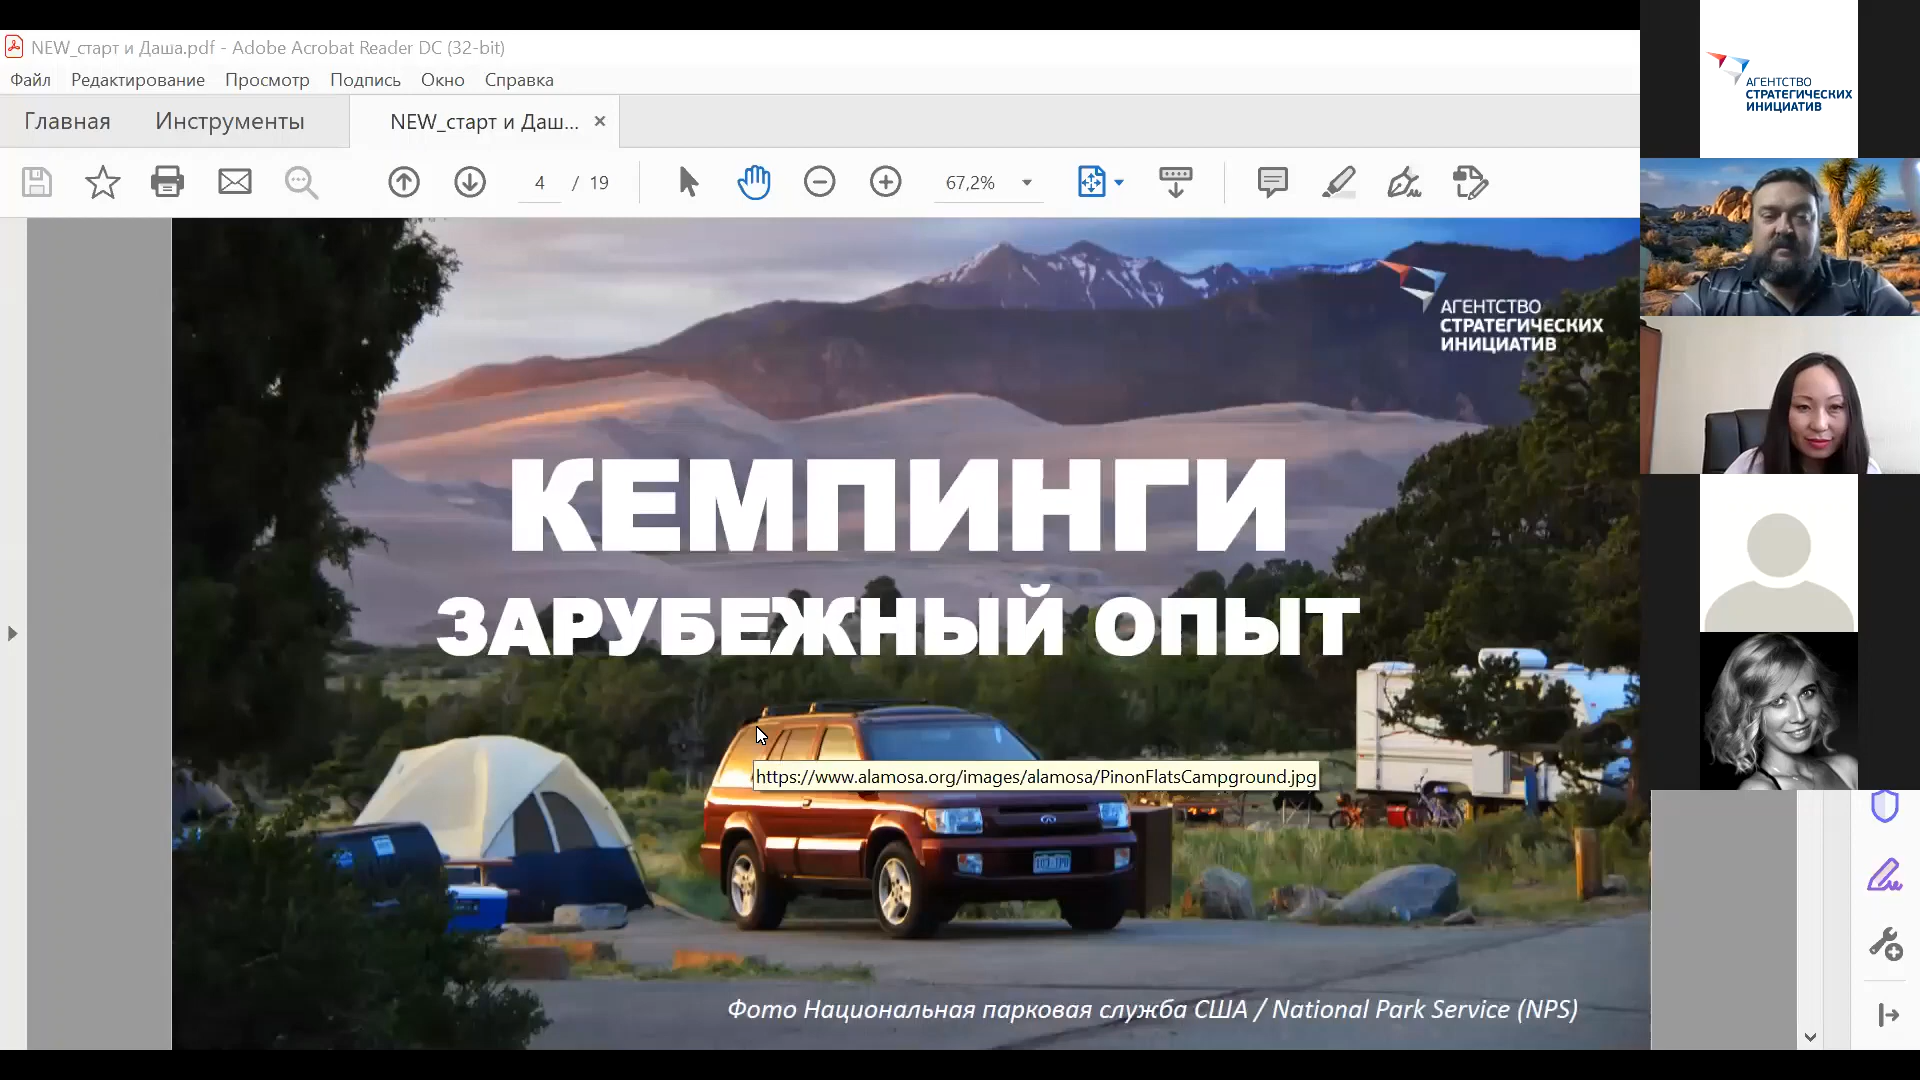 NEW_старт и Даша.pdf - Adobe Acrobat Reader DC (32-bit)
Файл Редактирование Просмотр Подпись Окно Справка
Главная Инструменты NEW_старт и Даш... ×
4 / 19 67,2%
АГЕНТСТВО
СТРАТЕГИЧЕСКИХ
ИНИЦИАТИВ
АГЕНТСТВО
СТРАТЕГИЧЕСКИХ
ИНИЦИАТИВ
КЕМПИНГИ
ЗАРУБЕЖНЫЙ ОПЫТ
https://www.alamosa.org/images/alamosa/PinonFlatsCampground.jpg
Фото Национальная парковая служба США / National Park Service (NPS)